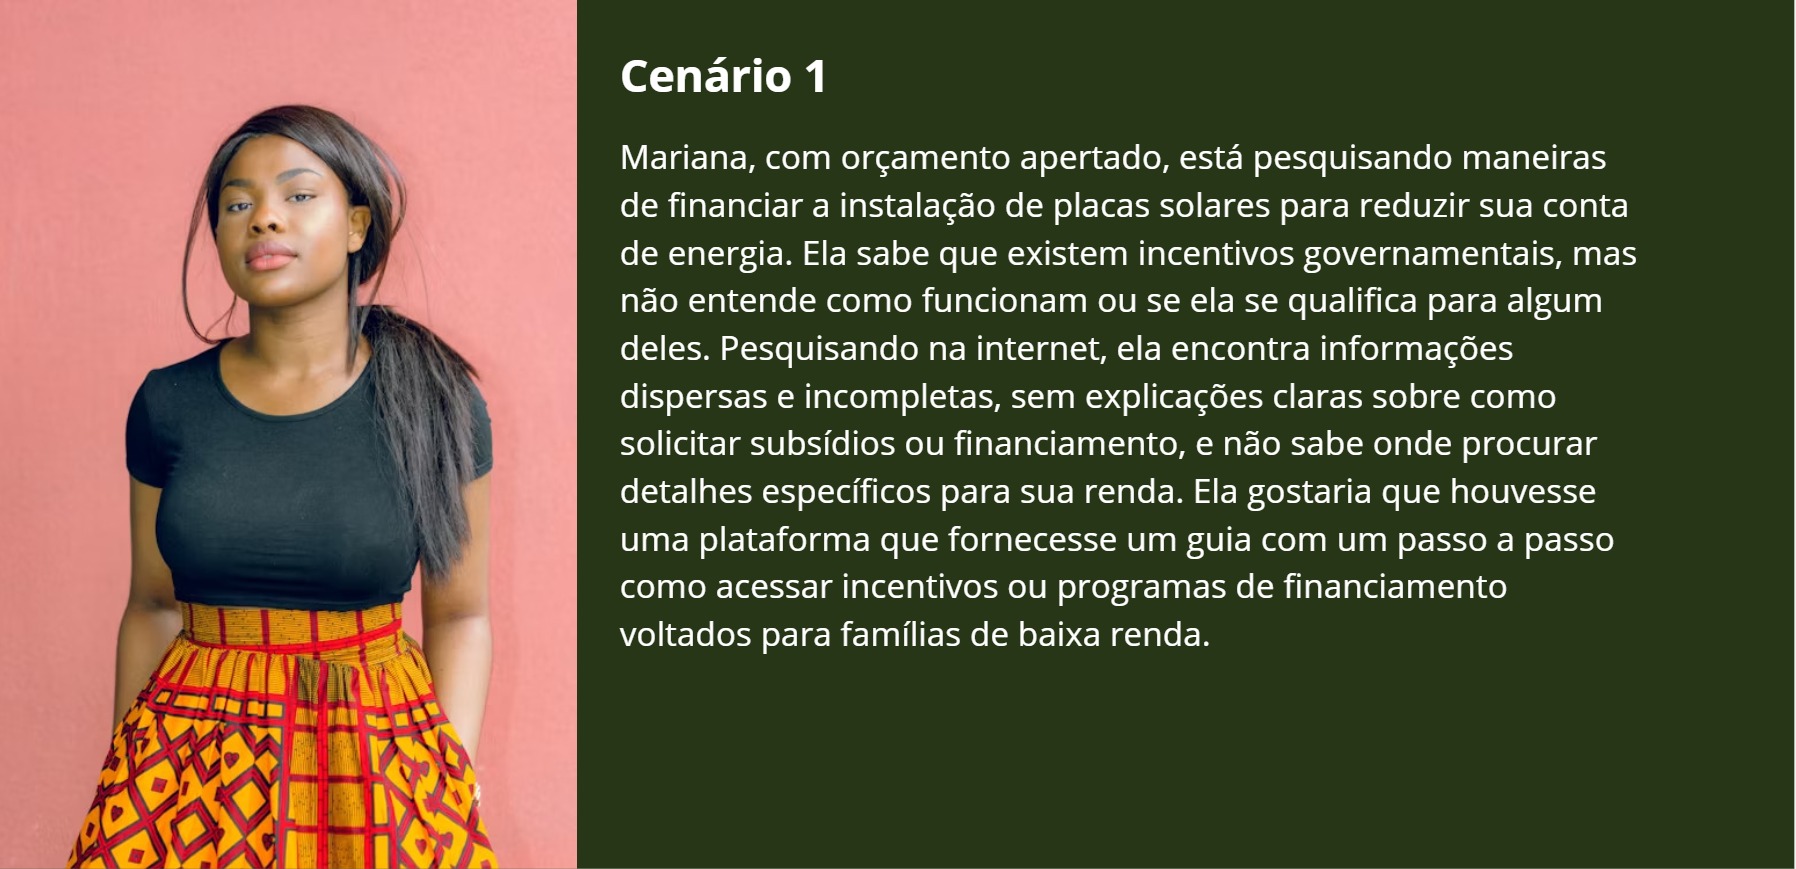 Cenário 1
Mariana, com orçamento apertado, está pesquisando maneiras
de financiar a instalação de placas solares para reduzir sua conta
de energia. Ela sabe que existem incentivos governamentais, mas
não entende como funcionam ou se ela se qualifica para algum
deles. Pesquisando na internet, ela encontra informações
dispersas e incompletas, sem explicações claras sobre como
solicitar subsídios ou financiamento, e não sabe onde procurar
detalhes específicos para sua renda. Ela gostaria que houvesse
uma plataforma que fornecesse um guia com um passo a passo
como acessar incentivos ou programas de financiamento
voltados para famílias de baixa renda.